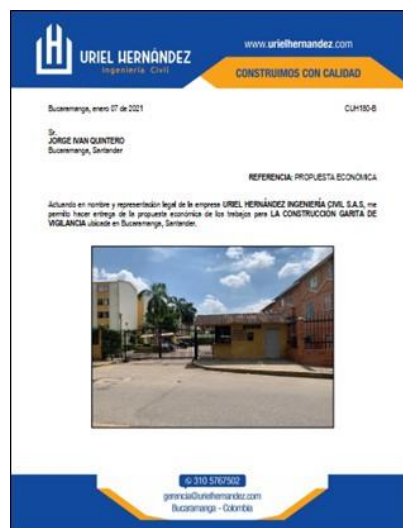 URIEL HERNÁNDEZ
Ingeniería Civil
www.urielhernandez.com
CONSTRUIMOS CON CALIDAD
Bucaramanga, enero 07 de 2021 CUH180-B
Sr.
JORGE IVAN QUINTERO
Bucaramanga, Santander
REFERENCIA: PROPUESTA ECONÓMICA
Actuando en nombre y representación legal de la empresa URIEL HERNÁNDEZ INGENIERÍA CIVIL S.A.S, me
permito hacer entrega de la propuesta económica de los trabajos para LA CONSTRUCCIÓN GARITA DE
VIGILANCIA ubicada en Bucaramanga, Santander.
310 5767502
gerencia@urielhernandez.com
Bucaramanga - Colombia